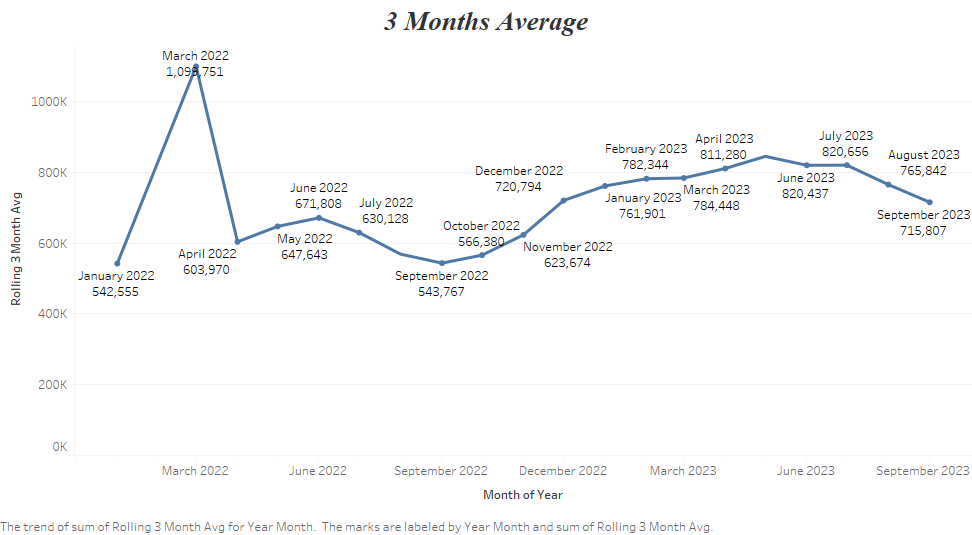 3 Months Average
Rolling 3 Month Avg
1000K
800K
600K
400K
200K
0K
January 2022
542,555
March 2022
1,099,751
April 2022
603,970
May 2022
647,643
June 2022
671,808
July 2022
630,128
September 2022
543,767
October 2022
566,380
November 2022
623,674
December 2022
720,794
January 2023
761,901
February 2023
782,344
March 2023
784,448
April 2023
811,280
June 2023
820,437
July 2023
820,656
August 2023
765,842
September 2023
715,807
March 2022
June 2022
September 2022
December 2022
March 2023
June 2023
September 2023
Month of Year
The trend of sum of Rolling 3 Month Avg for Year Month.  The marks are labeled by Year Month and sum of Rolling 3 Month Avg.